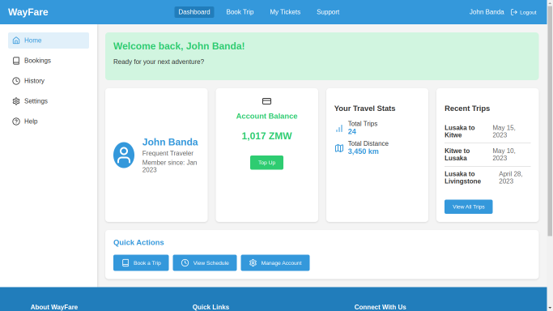 WayFare
Dashboard
Book Trip
My Tickets
Support
John Banda
Logout
Home
Bookings
History
Settings
Help
Welcome back, John Banda!
Ready for your next adventure?
John Banda
Frequent Traveler
Member since: Jan
2023
Account Balance
1,017 ZMW
Top Up
Your Travel Stats
Total Trips
24
Total Distance
3,450 km
Recent Trips
Lusaka to
Kitwe
May 15,
2023
Kitwe to
Lusaka
May 10,
2023
Lusaka to
Livingstone
April 28,
2023
View All Trips
Quick Actions
Book a Trip
View Schedule
Manage Account
About WayFare
Quick Links
Connect With Us